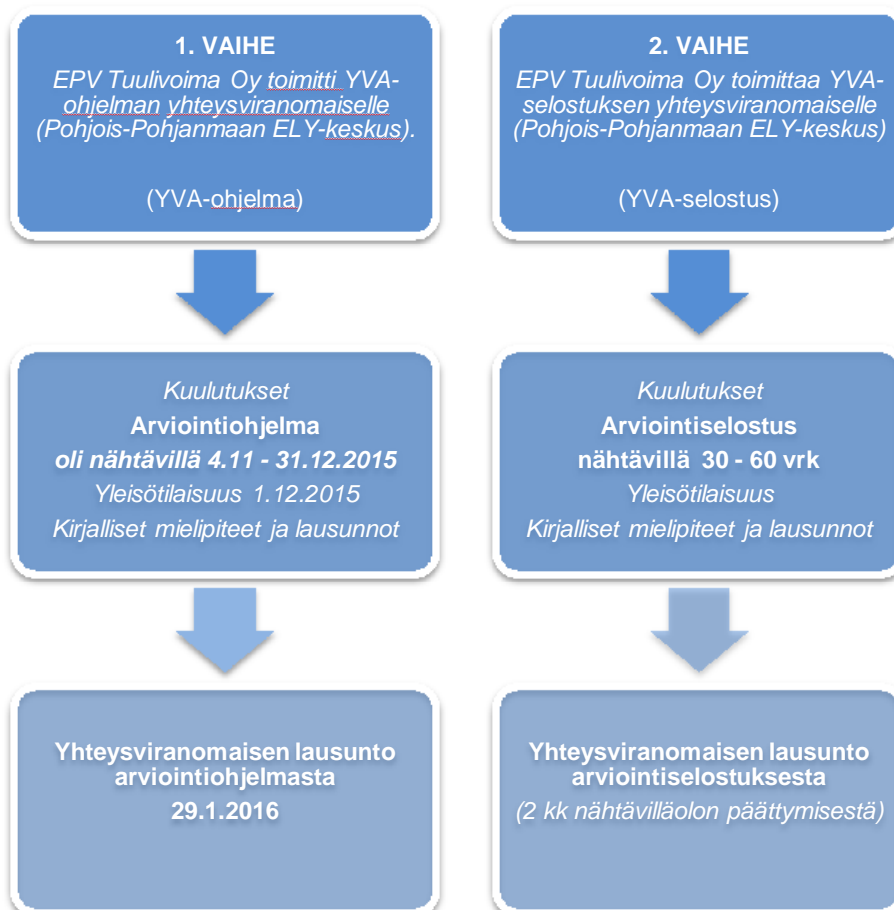 1. VAIHE
EPV Tuulivoima Oy toimitti YVA-
ohjelman yhteysviranomaiselle
(Pohjois-Pohjanmaan ELY-keskus).
(YVA-ohjelma)
Kuulutukset
Arviointiohjelma
oli nähtävillä 4.11 - 31.12.2015
Yleisötilaisuus 1.12.2015
Kirjalliset mielipiteet ja lausunnot
Yhteysviranomaisen lausunto
arviointiohjelmasta
29.1.2016
2. VAIHE
EPV Tuulivoima Oy toimittaa YVA-
selostuksen yhteysviranomaiselle
(Pohjois-Pohjanmaan ELY-keskus)
(YVA-selostus)
Kuulutukset
Arviointiselostus
nähtävillä 30 - 60 vrk
Yleisötilaisuus
Kirjalliset mielipiteet ja lausunnot
Yhteysviranomaisen lausunto
arviointiselostuksesta
(2 kk nähtävilläolon päättymisestä)